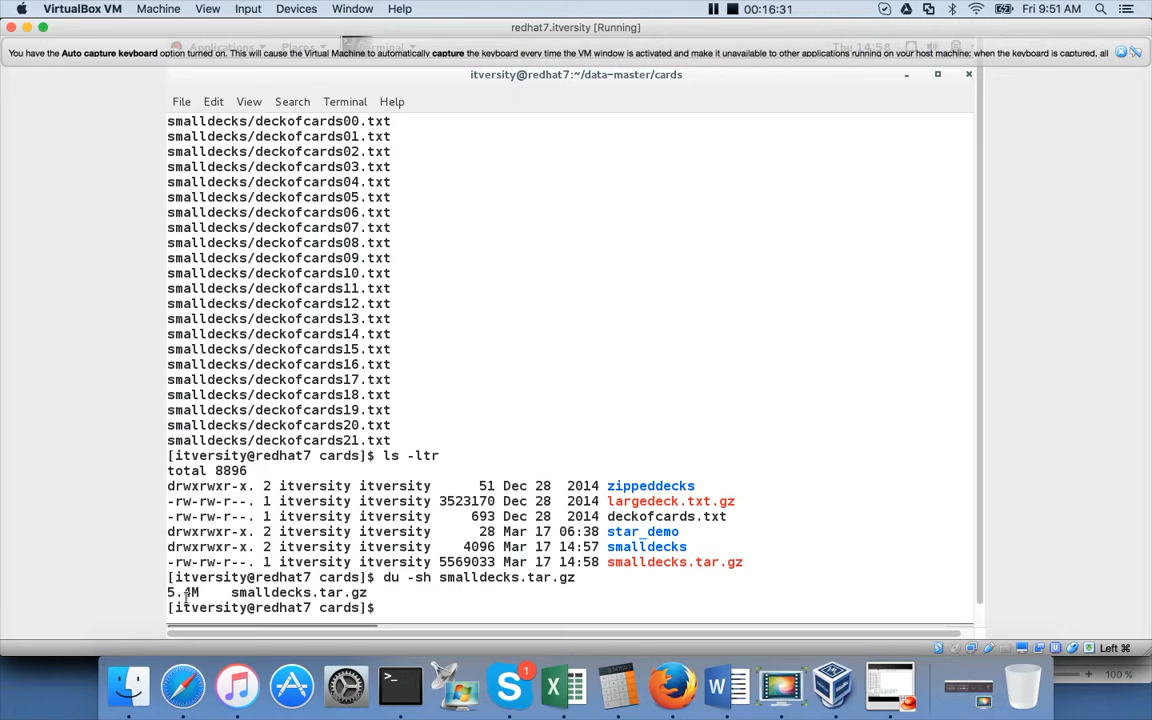 VirtualBox VM Machine View Input Devices Window Help 00:16:31 Fri 9:51 AM
redhat7.itversity [Running]
You have the Auto capture keyboard option turned on. This will cause the Virtual Machine to automatically capture the keyboard every time the VM window is activated and make it unavailable to other applications running on your host machine: when the keyboard is captured, all
Applications Places Terminal Thu 14:58
itversity@redhat7:~/data-master/cards
File Edit View Search Terminal Help
smalldecks/deckofcards00.txt
smalldecks/deckofcards01.txt
smalldecks/deckofcards02.txt
smalldecks/deckofcards03.txt
smalldecks/deckofcards04.txt
smalldecks/deckofcards05.txt
smalldecks/deckofcards06.txt
smalldecks/deckofcards07.txt
smalldecks/deckofcards08.txt
smalldecks/deckofcards09.txt
smalldecks/deckofcards10.txt
smalldecks/deckofcards11.txt
smalldecks/deckofcards12.txt
smalldecks/deckofcards13.txt
smalldecks/deckofcards14.txt
smalldecks/deckofcards15.txt
smalldecks/deckofcards16.txt
smalldecks/deckofcards17.txt
smalldecks/deckofcards18.txt
smalldecks/deckofcards19.txt
smalldecks/deckofcards20.txt
smalldecks/deckofcards21.txt
[itversity@redhat7 cards]$ ls -ltr
total 8896
drwxrwxr-x. 2 itversity itversity 51 Dec 28 2014 zippeddecks
-rw-rw-r--. 1 itversity itversity 3523170 Dec 28 2014 largedeck.txt.gz
-rw-rw-r--. 1 itversity itversity 693 Dec 28 2014 deckofcards.txt
drwxrwxr-x. 2 itversity itversity 28 Mar 17 06:38 star_demo
drwxrwxr-x. 2 itversity itversity 4096 Mar 17 14:57 smalldecks
-rw-rw-r--. 1 itversity itversity 5569033 Mar 17 14:58 smalldecks.tar.gz
[itversity@redhat7 cards]$ du -sh smalldecks.tar.gz
5.4M smalldecks.tar.gz
[itversity@redhat7 cards]$
Left ⌘
1
100 %